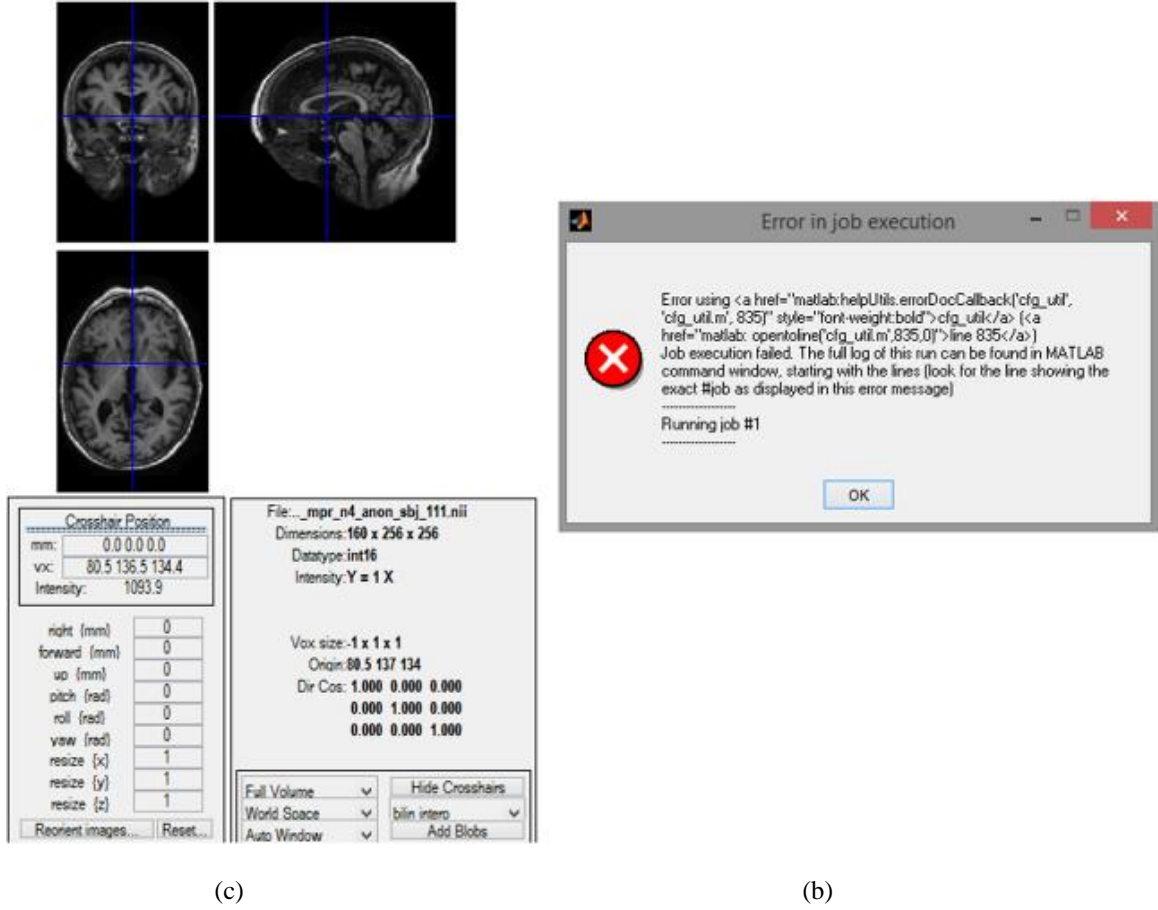 Crosshair Position
mm: 0.0 0.0 0.0
vx: 80.5 136.5 134.4
Intensity: 1093.9
right {mm} 0
forward {mm} 0
up {mm} 0
pitch {rad} 0
roll {rad} 0
yaw {rad} 0
resize {x} 1
resize {y} 1
resize {z} 1
Reorient images... Reset...
File:..._mpr_n4_anon_sbj_111.nii
Dimensions:160 x 256 x 256
Datatype:int16
Intensity:Y = 1 X
Vox size:-1 x 1 x 1
Origin:80.5 137 134
Dir Cos: 1.000 0.000 0.000
0.000 1.000 0.000
0.000 0.000 1.000
Full Volume Hide Crosshairs
World Space bilin interp
Auto Window Add Blobs
Error in job execution
Error using <a href="matlab:helpUtils.errorDocCallback('cfg_util',
'cfg_util.m', 835)" style="font-weight:bold">cfg_util</a> (<a
href="matlab: opentoline('cfg_util.m',835,0)">line 835</a>)
Job execution failed. The full log of this run can be found in MATLAB
command window, starting with the lines (look for the line showing the
exact #job as displayed in this error message)
------------------
Running job #1
------------------
OK
(c) (b)